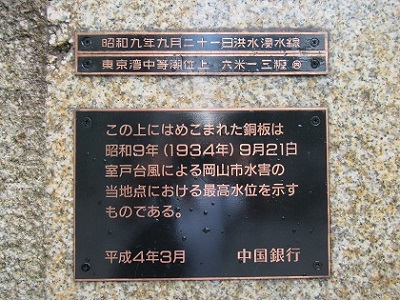 昭和九年九月二十一日洪水浸水線
東京湾中等潮位上 六米一三糎
この上にはめこまれた銅板は
昭和9年(1934年)9月21日
室戸台風による岡山市水害の
当地点における最高水位を示す
ものである。
平成4年3月 中国銀行